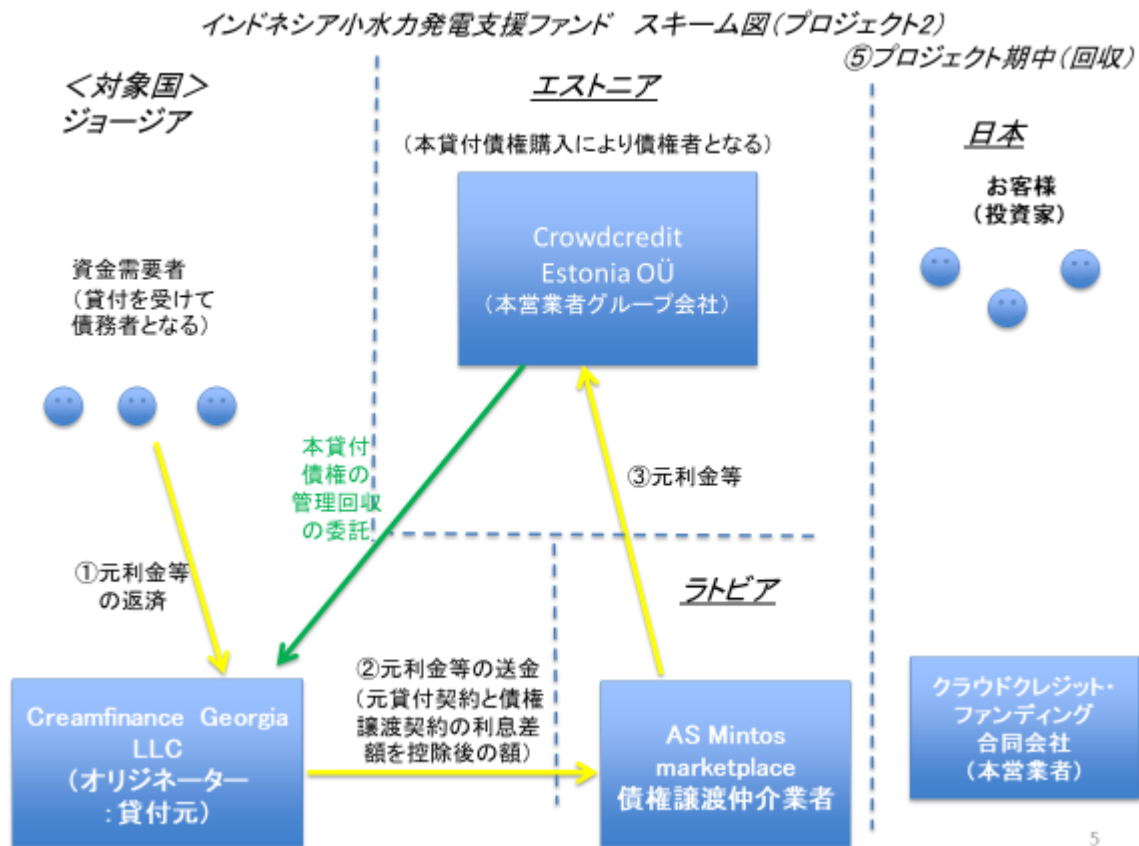 インドネシア小水力発電支援ファンド　スキーム図(プロジェクト2)
⑤プロジェクト期中(回収)
＜対象国＞
ジョージア
エストニア
(本貸付債権購入により債権者となる)
日本
お客様
(投資家)
Crowdcredit
Estonia OÜ
(本営業者グループ会社)
資金需要者
(貸付を受けて
債務者となる)
本貸付
債権の
管理回収
の委託
③元利金等
①元利金等
の返済
ラトビア
②元利金等の送金
(元貸付契約と債権
譲渡契約の利息差
額を控除後の額)
Creamfinance Georgia
LLC
(オリジネーター
:貸付元)
AS Mintos
marketplace
債権譲渡仲介業者
クラウドクレジット・
ファンディング
合同会社
(本営業者)
5